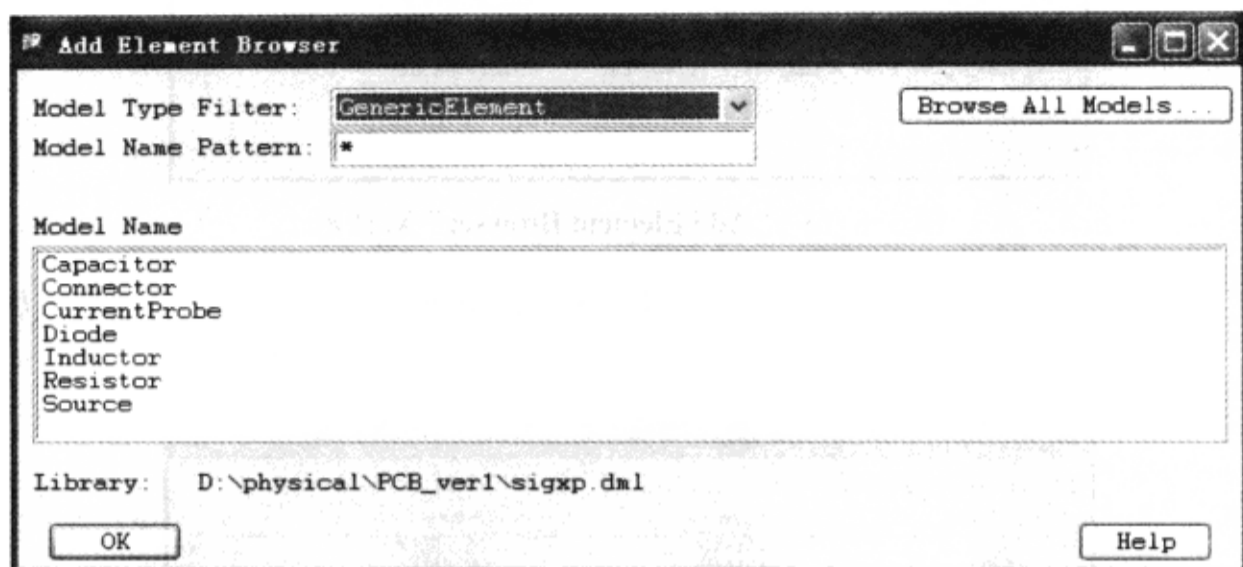 Add Element Browser
Model Type Filter: GenericElement Browse All Models...
Model Name Pattern: *
Model Name
Capacitor
Connector
CurrentProbe
Diode
Inductor
Resistor
Source
Library: D:\physical\PCB_ver1\sigxp.dml
OK Help